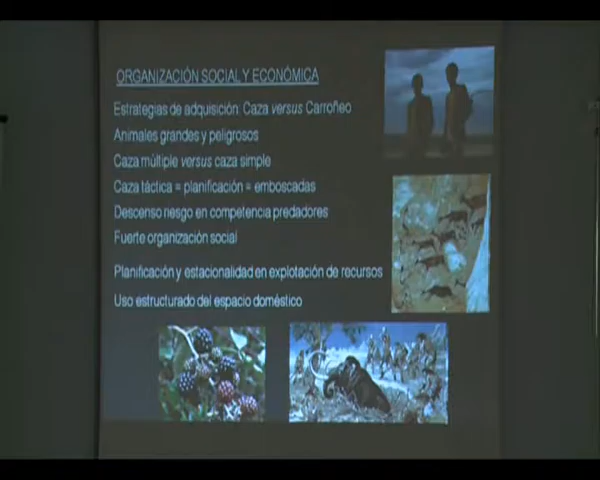 ORGANIZACIÓN SOCIAL Y ECONÓMICA
Estrategias de adquisición: Caza versus Carroñeo
Animales grandes y peligrosos
Caza múltiple versus caza simple
Caza táctica = planificación = emboscadas
Descenso riesgo en competencia predadores
Fuerte organización social
Planificación y estacionalidad en explotación de recursos
Uso estructurado del espacio doméstico